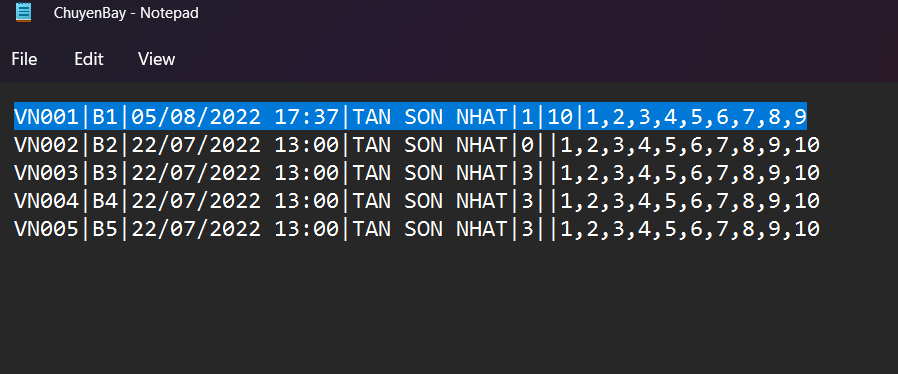 ChuyenBay - Notepad
File Edit View
VN001|B1|05/08/2022 17:37|TAN SON NHAT|1|10|1,2,3,4,5,6,7,8,9
VN002|B2|22/07/2022 13:00|TAN SON NHAT|0||1,2,3,4,5,6,7,8,9,10
VN003|B3|22/07/2022 13:00|TAN SON NHAT|3||1,2,3,4,5,6,7,8,9,10
VN004|B4|22/07/2022 13:00|TAN SON NHAT|3||1,2,3,4,5,6,7,8,9,10
VN005|B5|22/07/2022 13:00|TAN SON NHAT|3||1,2,3,4,5,6,7,8,9,10